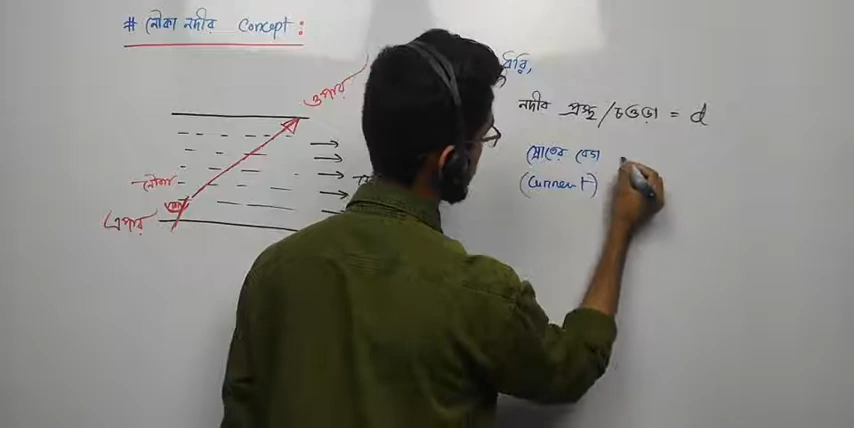 # নৌকা নদীর Concept :
ওপার
ধরি,
নদীর প্রস্থ / চওড়া = d
স্রোতের বেগ
(Current)
নৌকা
এপার